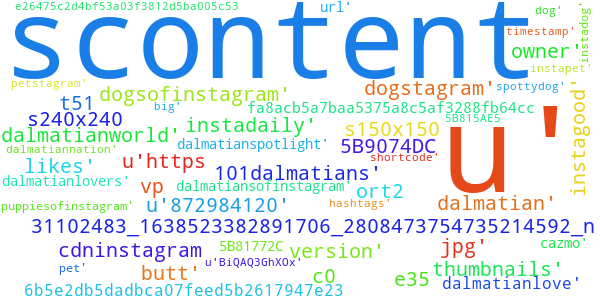 e26475c2d4bf53a03f3812d5ba005c53
url'
dog'
scontent
timestamp'
instadog'
owner'
instapet'
petstagram'
dogsofinstagram'
dogstagram'
spottydog'
t51
big'
fa8acb5a7baa5375a8c5af3288fb64cc
u'
instagood'
s240x240
instadaily'
s150x150
5B815AE5
dalmatianworld'
dalmatianspotlight'
5B9074DC
dalmatiannation'
likes'
u'https
shortcode'
101dalmatians'
dalmatianlovers'
vp
dalmatiansofinstagram'
ort2
puppiesofinstagram'
u'872984120'
hashtags'
dalmatian'
31102483_1638523382891706_2808473754735214592_n
cdninstagram
5B81772C
version'
jpg'
cazmo'
u'BiQAQ3GhXOx'
pet'
butt'
c0
e35
thumbnails'
dalmatianlove'
6b5e2db5dadbca07feed5b2617947e23